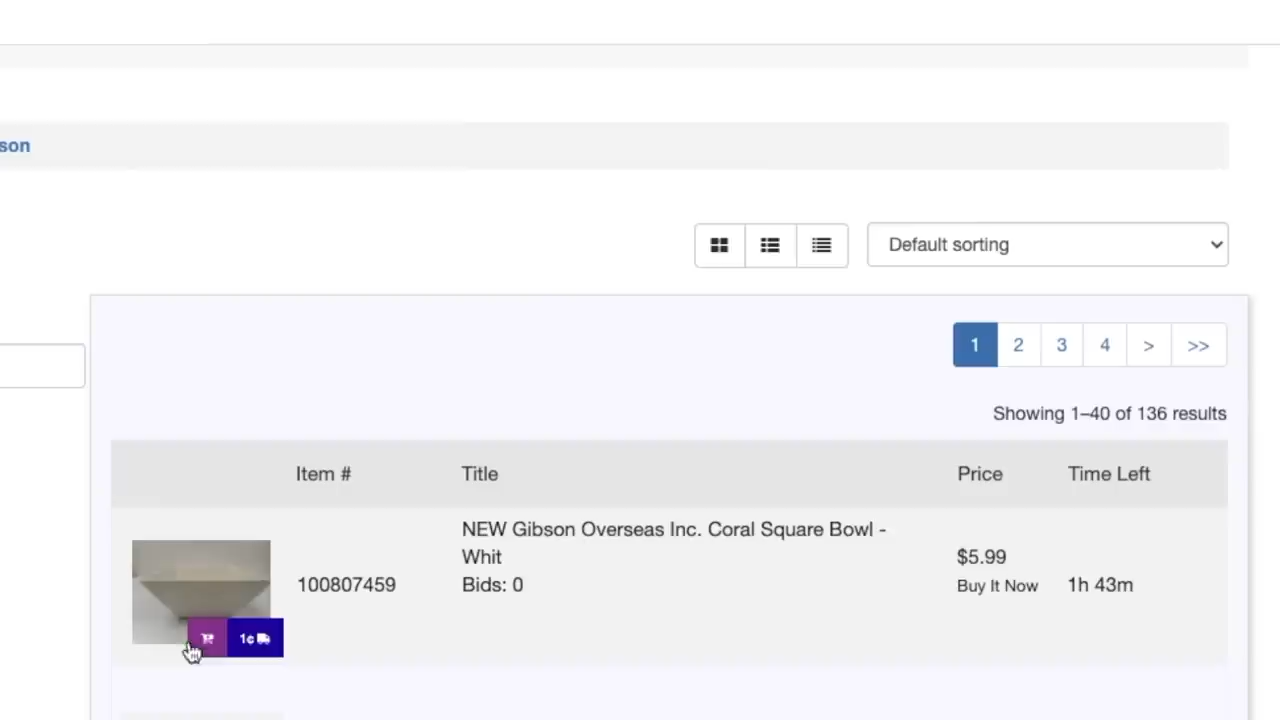 son
Default sorting
1 2 3 4 > >>
Showing 1–40 of 136 results
Item # Title Price Time Left
NEW Gibson Overseas Inc. Coral Square Bowl -
Whit
Bids: 0
100807459
$5.99
Buy It Now
1h 43m
1¢